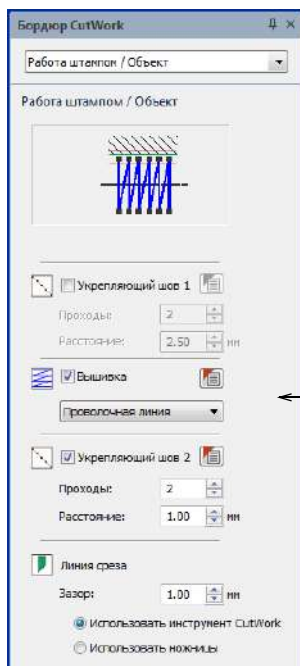 Бордюр CutWork
Работа штампом / Объект
Работа штампом / Объект
Укрепляющий шов 1
Проходы: 2
Расстояние: 2.50 мм
Вышивка
Проволочная линия
Укрепляющий шов 2
Проходы: 2
Расстояние: 1.00 мм
Линия среза
Зазор: 1.00 мм
Использовать инструмент CutWork
Использовать ножницы